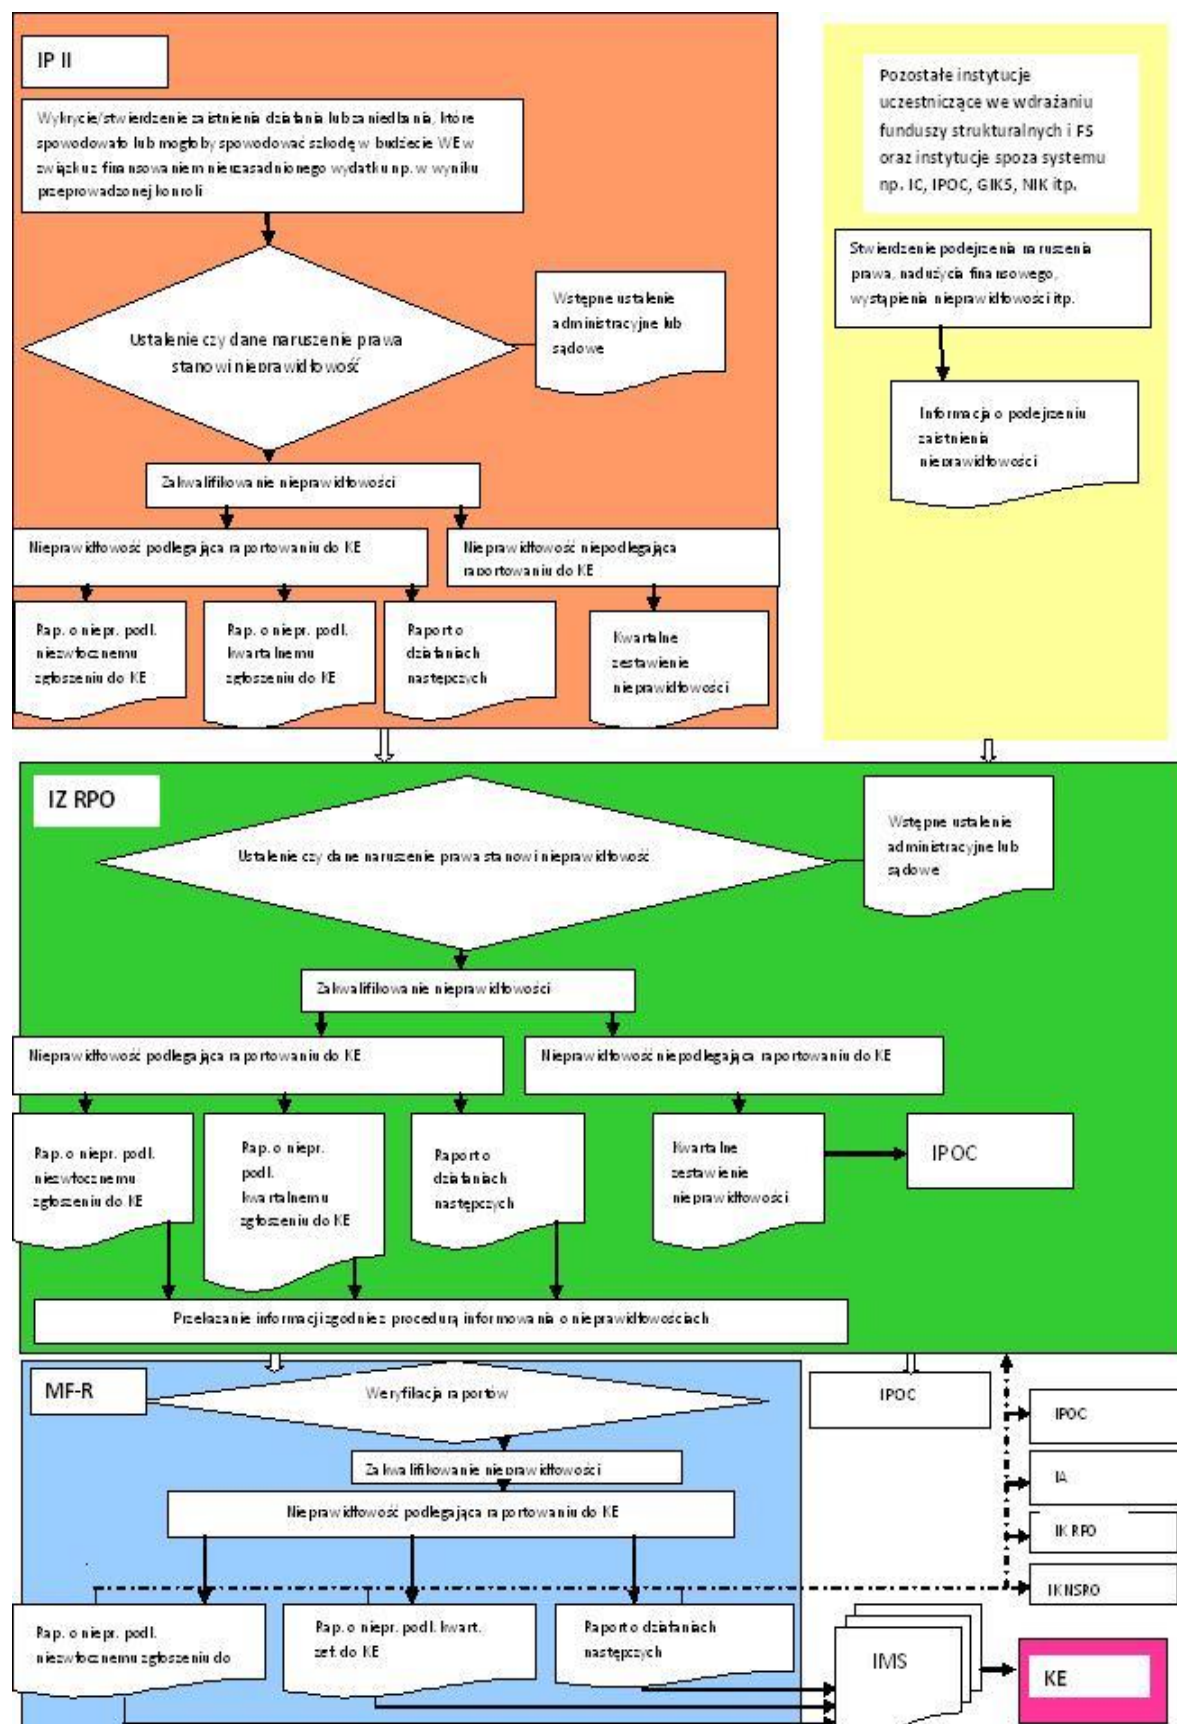 IP II
Wykrycie/stwierdzenie zaistnienia działania lub zaniedbania, które
spowodowało lub mogłoby spowodować szkodę w budżecie WE w
związku z finansowaniem nieuzasadnionego wydatku np. w wyniku
przeprowadzonej konroli
Ustalenie czy dane naruszenie prawa
stanowi nieprawidłowość
Wstępne ustalenie
administracyjne lub
sądowe
Zakwalifikowanie nieprawidłowości
Nieprawidłowość podlegająca raportowaniu do KE
Nieprawidłowość niepodlegająca
raportowaniu do KE
Rap. o niepr. podl.
niezwłocznemu
zgłoszeniu do KE
Rap. o niepr. podl.
kwartalnemu
zgłoszeniu do KE
Raport o
działaniach
następczych
Kwartalne
zestawienie
nieprawidłowości
Pozostałe instytucje
uczestniczące we wdrażaniu
funduszy strukturalnych i FS
oraz instytucje spoza systemu
np. IC, IPOC, GIKS, NIK itp.
Stwierdzenie podejrzenia naruszenia
prawa, nadużycia finansowego,
wystąpienia nieprawidłowości itp.
Informacja o podejrzeniu
zaistnienia
nieprawidłowości
IZ RPO
Ustalenie czy dane naruszenie prawa stanowi nieprawidłowość
Wstępne ustalenie
administracyjne lub
sądowe
Zakwalifikowanie nieprawidłowości
Nieprawidłowość podlegająca raportowaniu do KE
Nieprawidłowość niepodlegająca raportowaniu do KE
Rap. o niepr. podl.
niezwłocznemu
zgłoszeniu do KE
Rap. o niepr.
podl.
kwartalnemu
zgłoszeniu do KE
Raport o
działaniach
następczych
Kwartalne
zestawienie
nieprawidłowości
IPOC
Przekazanie informacji zgodnie z procedurą informowania o nieprawidłowościach
MF-R
Weryfikacja raportów
Zakwalifikowanie nieprawidłowości
Nieprawidłowość podlegająca raportowaniu do KE
Rap. o niepr. podl.
niezwłocznemu zgłoszeniu do
Rap. o niepr. podl. kwart.
zgł. do KE
Raport o działaniach
następczych
IPOC
IPOC
IA
IK RPO
IK NSRO
IMS
KE